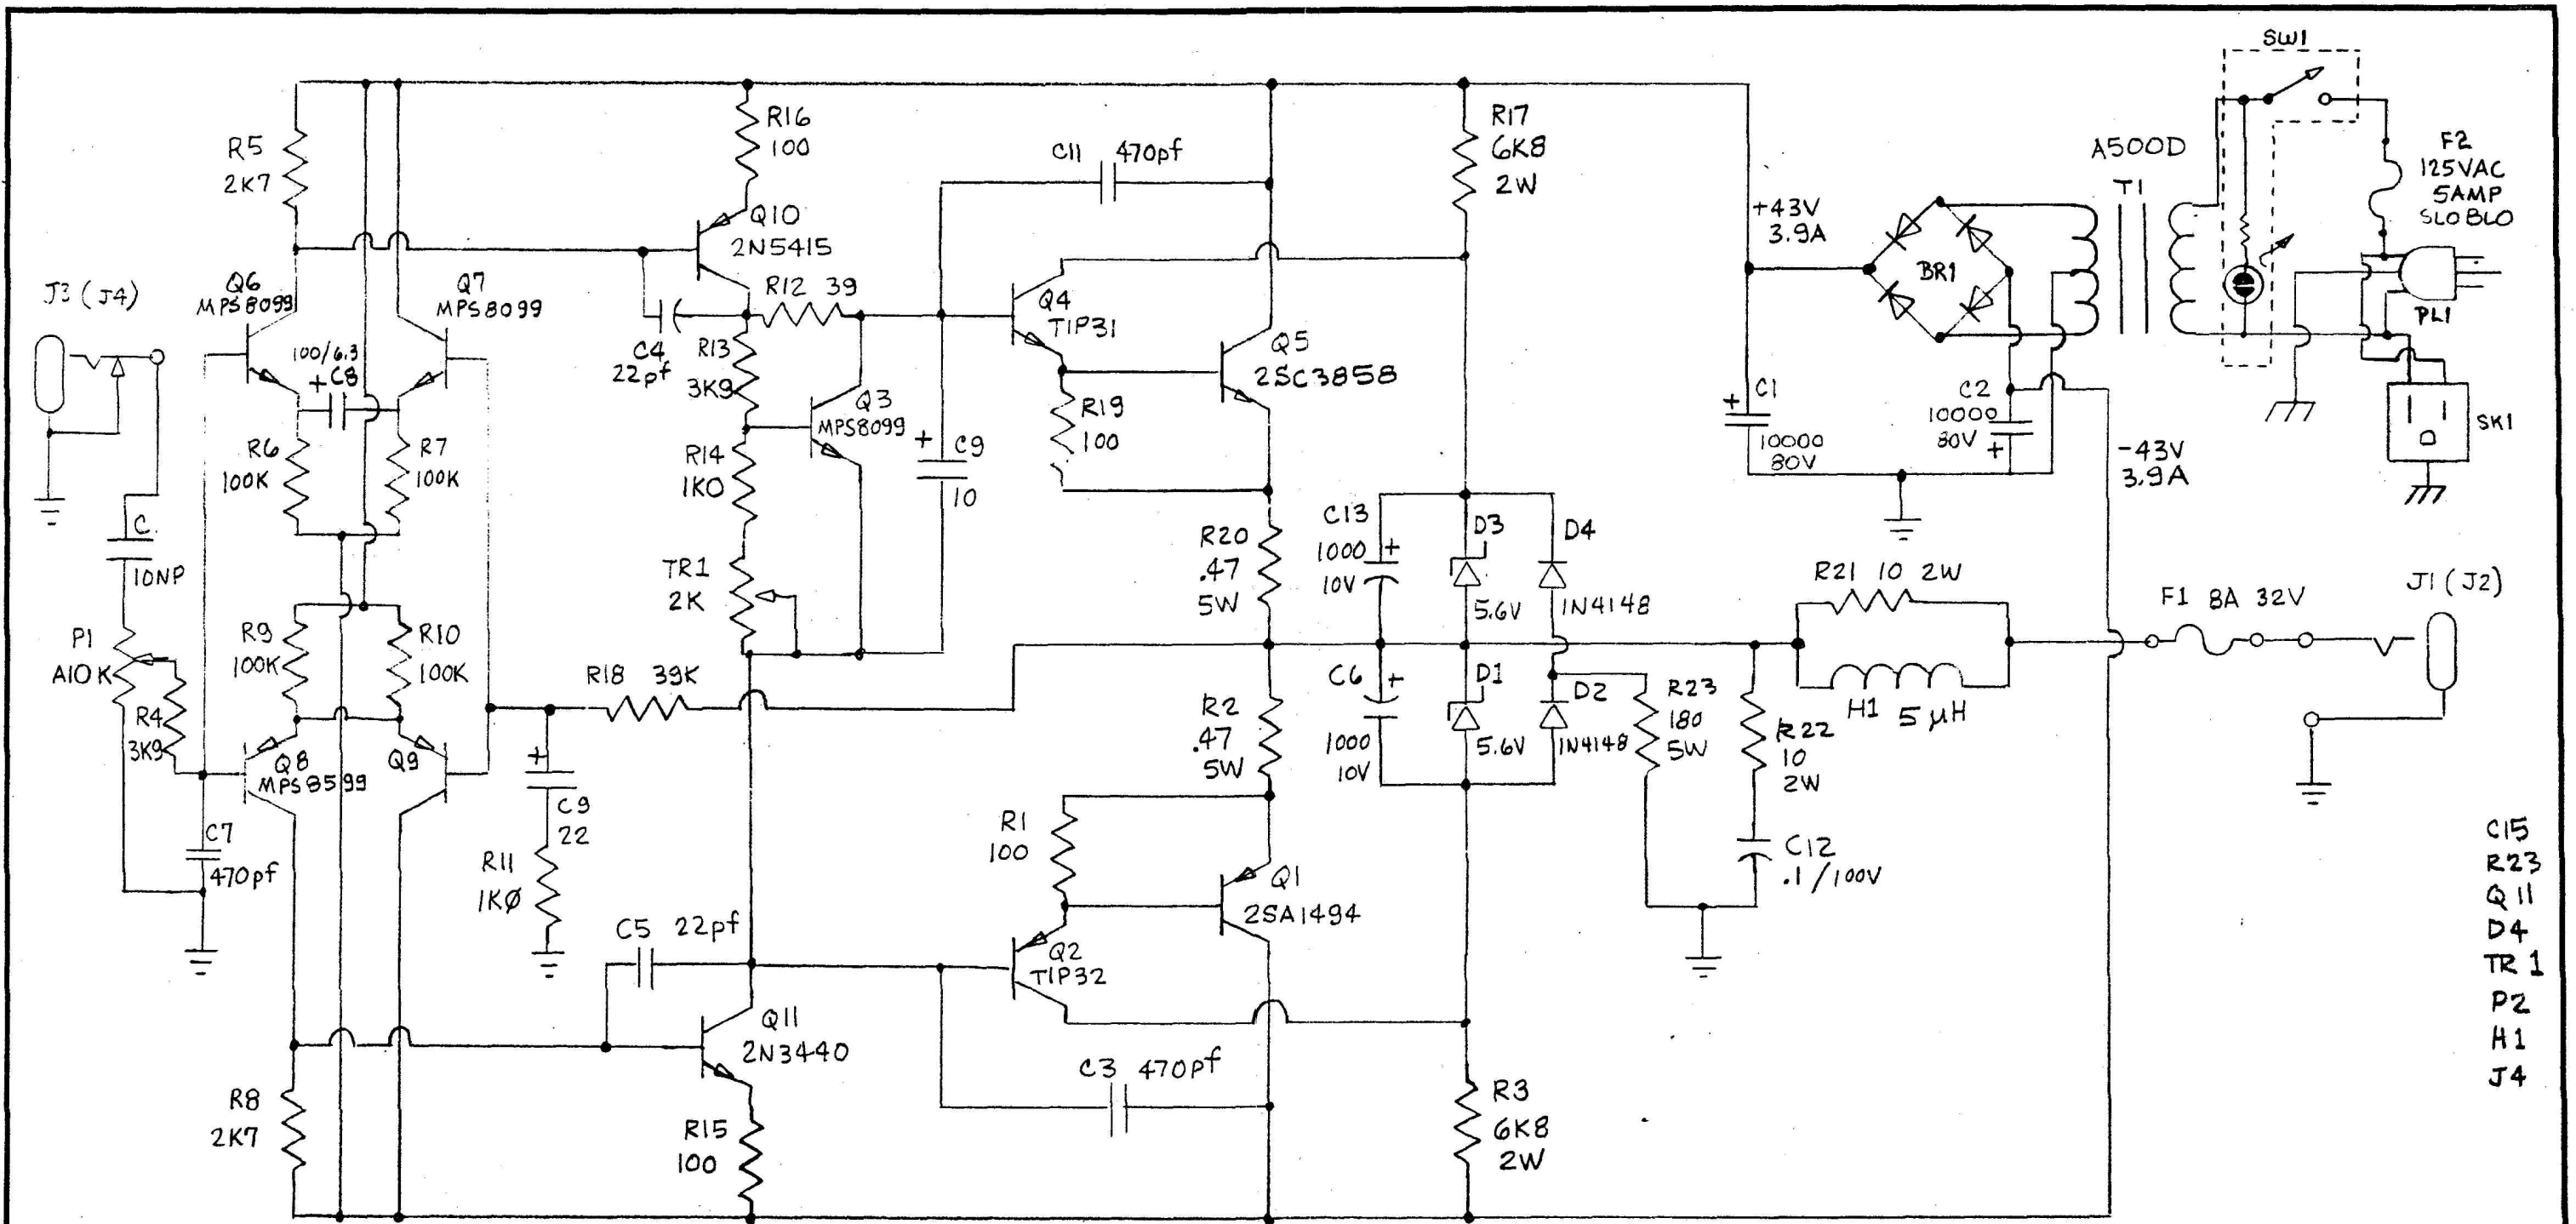 SW1
R5
2K7
R16
100
C11 470pf
R17
6K8
2W
A500D
T1
F2
125VAC
5AMP
SLO BLO
+43V
3.9A
BR1
PL1
SK1
Q10
2N5415
R12 39
Q4
TIP31
J3 (J4)
Q6
MPS8099
Q7
MPS8099
100/6.3
+
C8
C4
22pf
R13
3K9
Q3
MPS8099
Q5
2SC3858
R19
100
+
C9
10
+ C1
10000
80V
C2
10000
80V
+
-43V
3.9A
R6
100K
R7
100K
R14
1K0
C
10NP
TR1
2K
R20
.47
5W
C13
1000 +
10V
D3
5.6V
D4
1N4148
R21 10 2W
H1 5 µH
F1 8A 32V
J1 (J2)
P1
A10K
R9
100K
R10
100K
R18 39K
R4
3K9
R2
.47
5W
C6 +
1000
10V
D1
5.6V
D2
1N4148
R23
180
5W
R22
10
2W
Q8
MPS8599
Q9
+
C9
22
C7
470pf
R11
1KØ
R1
100
Q1
2SA1494
C12
.1/100V
C5 22pf
Q2
TIP32
Q11
2N3440
C3 470pf
R8
2K7
R15
100
R3
6K8
2W
C15
R23
Q11
D4
TR1
P2
H1
J4